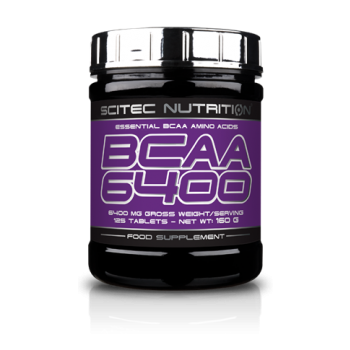 SCITEC NUTRITION
ESSENTIAL BCAA AMINO ACIDS
BCAA
6400
6400 MG GROSS WEIGHT/SERVING
125 TABLETS - NET WT: 160 G
FOOD SUPPLEMENT